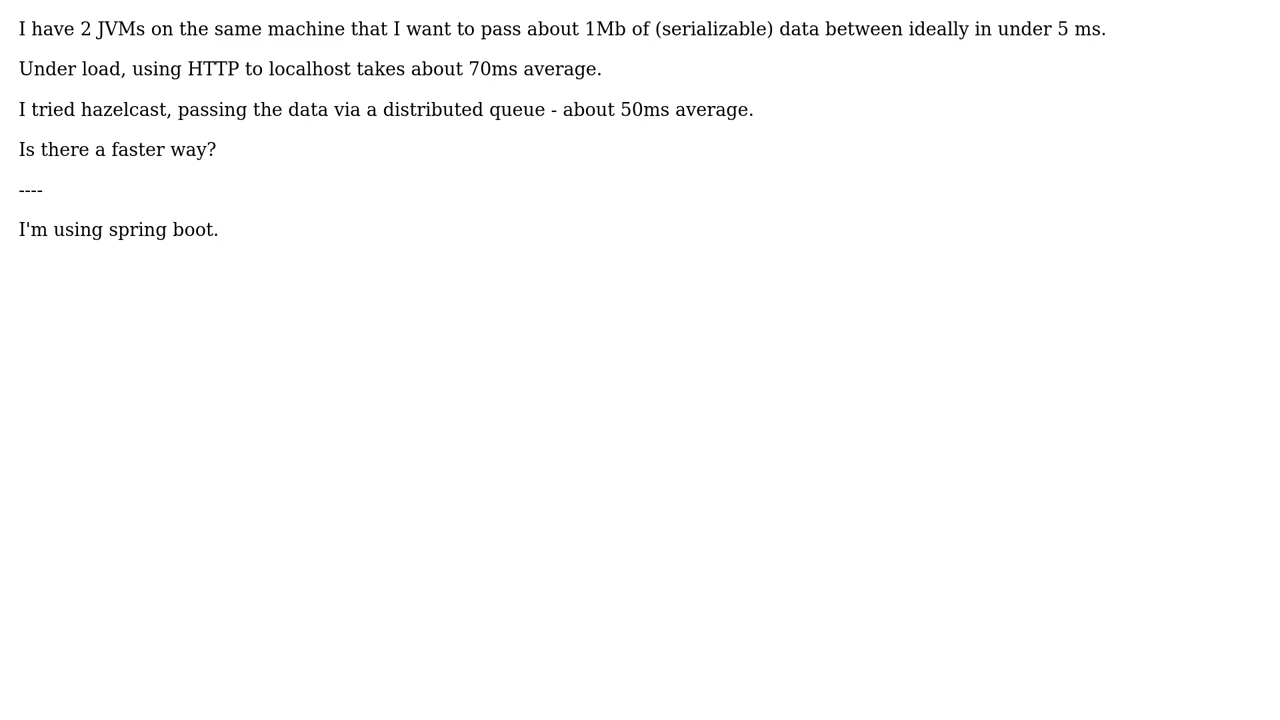 I have 2 JVMs on the same machine that I want to pass about 1Mb of (serializable) data between ideally in under 5 ms.
Under load, using HTTP to localhost takes about 70ms average.
I tried hazelcast, passing the data via a distributed queue - about 50ms average.
Is there a faster way?
----
I'm using spring boot.